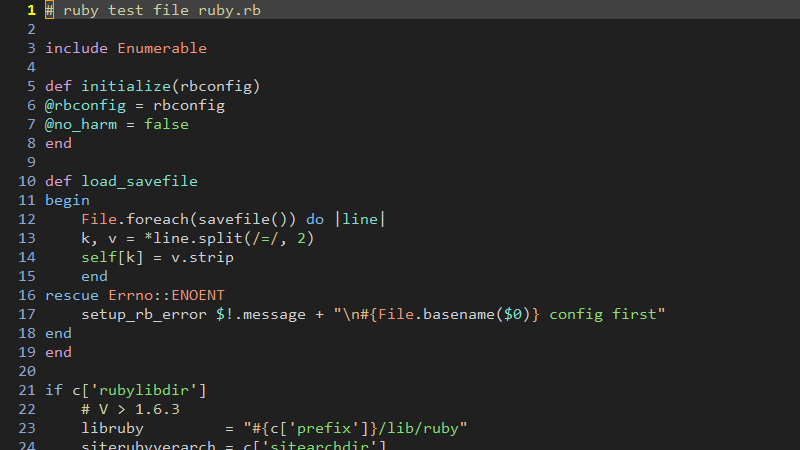 1 # ruby test file ruby.rb
2
3 include Enumerable
4
5 def initialize(rbconfig)
6 @rbconfig = rbconfig
7 @no_harm = false
8 end
9
10 def load_savefile
11 begin
12     File.foreach(savefile()) do |line|
13     k, v = *line.split(/=/, 2)
14     self[k] = v.strip
15     end
16 rescue Errno::ENOENT
17     setup_rb_error $!.message + "\n#{File.basename($0)} config first"
18 end
19 end
20
21 if c['rubylibdir']
22     # V > 1.6.3
23     libruby         = "#{c['prefix']}/lib/ruby"
24     siterubyverarch = c['sitearchdir']